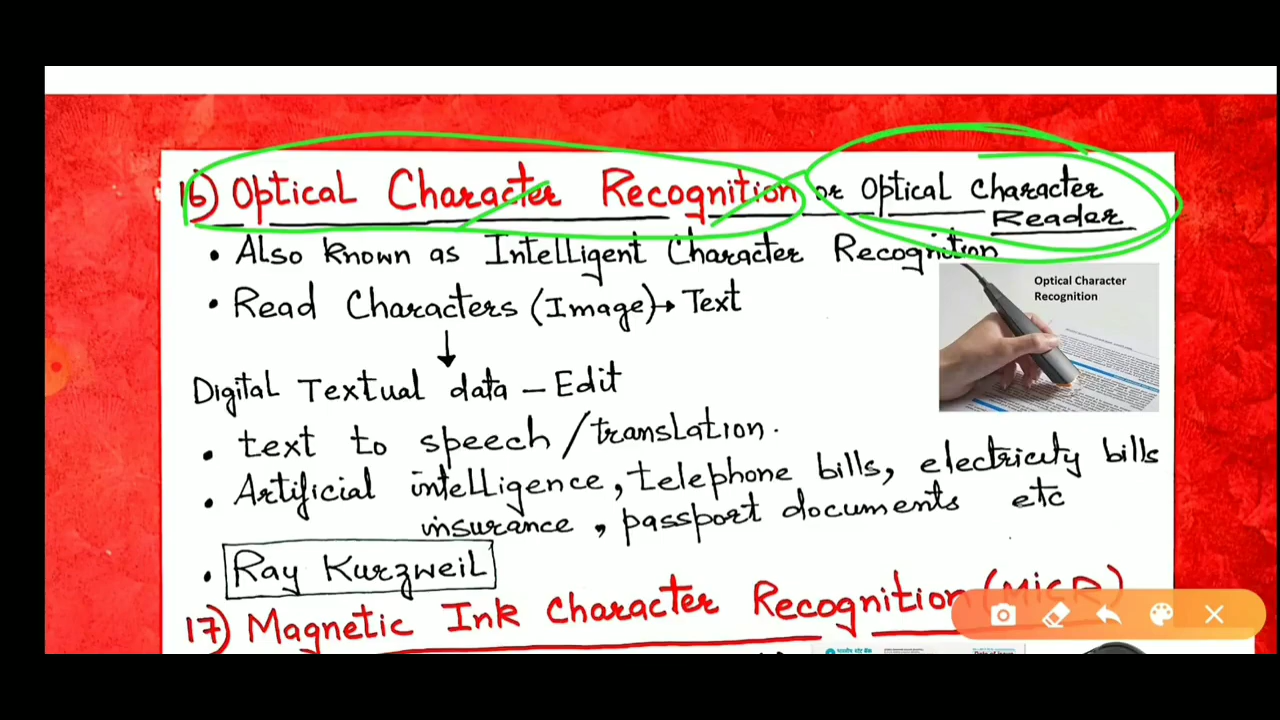 16) Optical Character Recognition or Optical Character
Reader
• Also known as Intelligent Character Recognition
• Read Characters (Image)→ Text
↓
Digital Textual data – Edit
• text to speech/translation.
• Artificial intelligence, telephone bills, electricity bills
insurance, passport documents etc
• Ray Kurzweil
Optical Character
Recognition
17) Magnetic Ink Character Recognition (MICR)